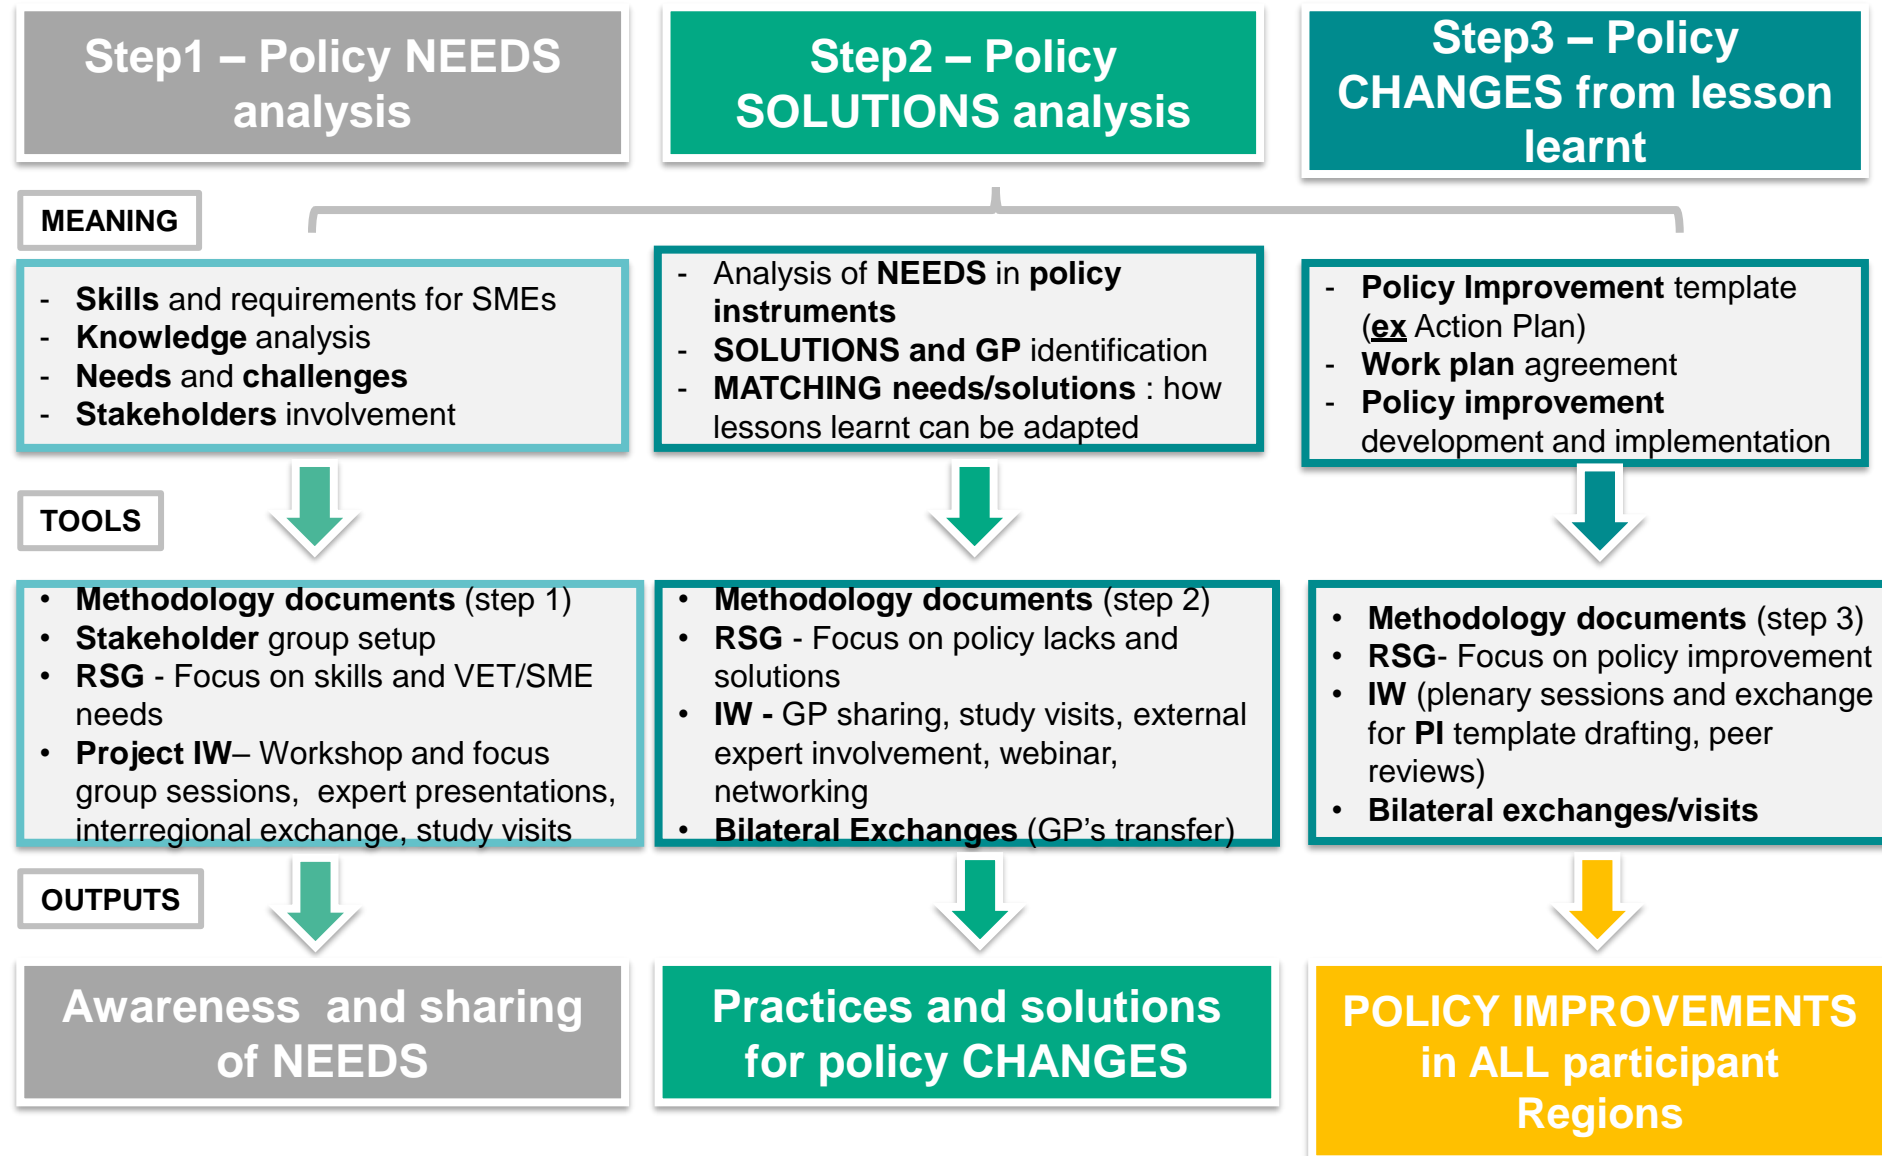 Step1 – Policy NEEDS
analysis
Step2 – Policy
SOLUTIONS analysis
Step3 – Policy
CHANGES from lesson
learnt
MEANING
- Skills and requirements for SMEs
- Knowledge analysis
- Needs and challenges
- Stakeholders involvement
- Analysis of NEEDS in policy
instruments
- SOLUTIONS and GP identification
- MATCHING needs/solutions : how
lessons learnt can be adapted
- Policy Improvement template
(ex Action Plan)
- Work plan agreement
- Policy improvement
development and implementation
TOOLS
• Methodology documents (step 1)
• Stakeholder group setup
• RSG - Focus on skills and VET/SME
needs
• Project IW– Workshop and focus
group sessions, expert presentations,
interregional exchange, study visits
• Methodology documents (step 2)
• RSG - Focus on policy lacks and
solutions
• IW - GP sharing, study visits, external
expert involvement, webinar,
networking
• Bilateral Exchanges (GP’s transfer)
• Methodology documents (step 3)
• RSG- Focus on policy improvement
• IW (plenary sessions and exchange
for PI template drafting, peer
reviews)
• Bilateral exchanges/visits
OUTPUTS
Awareness and sharing
of NEEDS
Practices and solutions
for policy CHANGES
POLICY IMPROVEMENTS
in ALL participant
Regions